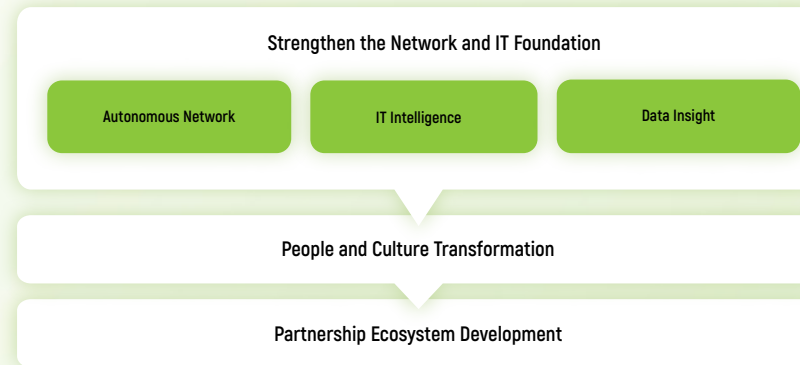 Strengthen the Network and IT Foundation
Autonomous Network
IT Intelligence
Data Insight
People and Culture Transformation
Partnership Ecosystem Development